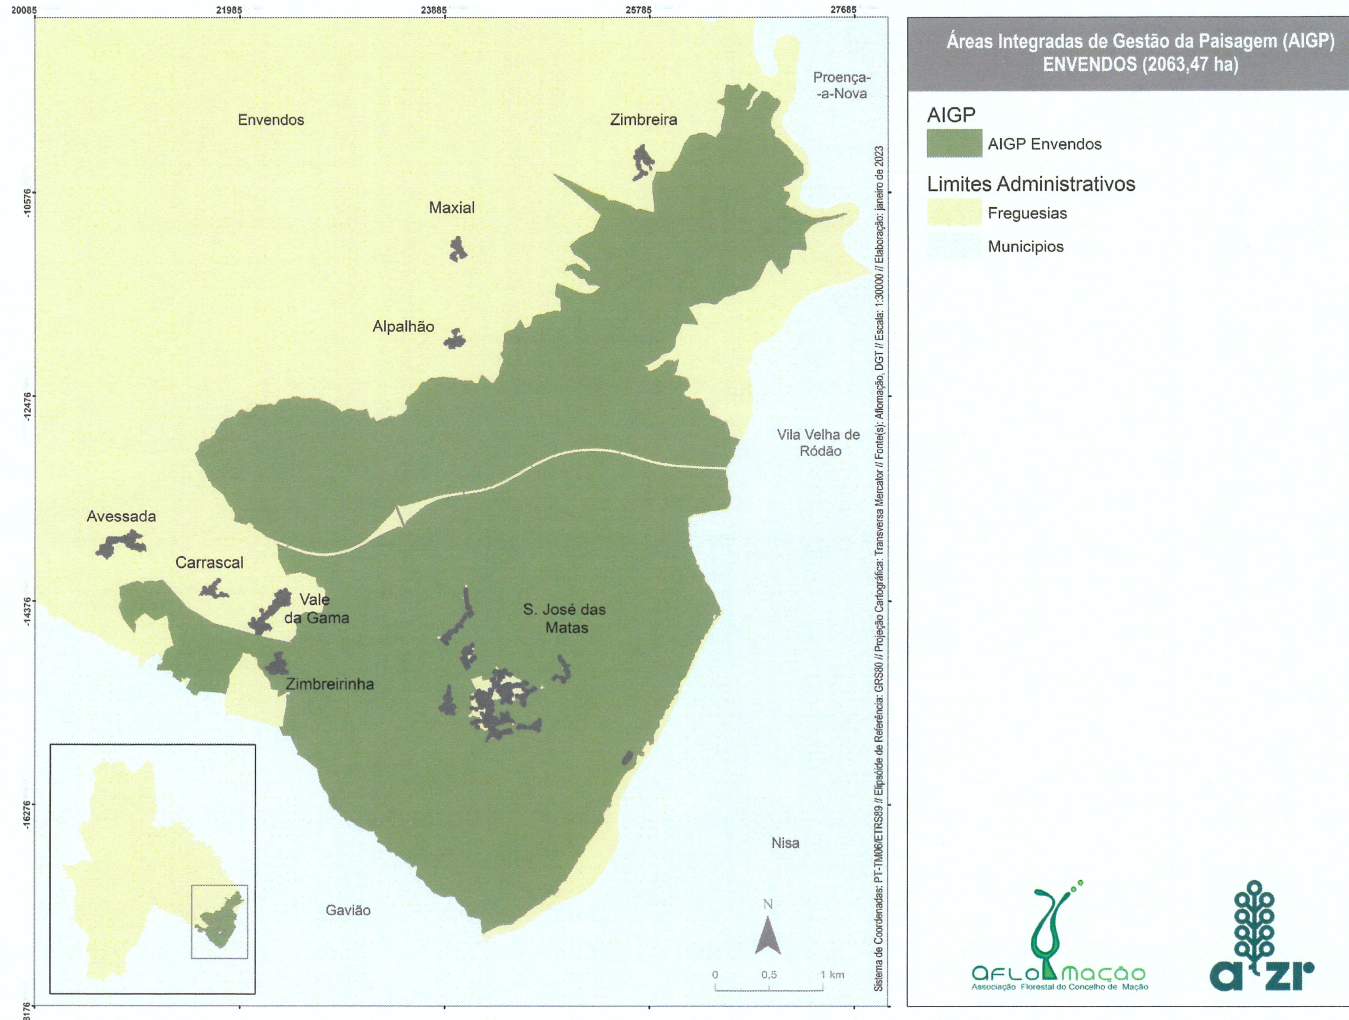 20085
21985
23885
25785
27685
Áreas Integradas de Gestão da Paisagem (AIGP)
ENVENDOS (2063,47 ha)
AIGP
AIGP Envendos
Limites Administrativos
Freguesias
Municipios
Proença-
-a-Nova
Envendos
Zimbreira
-10576
Maxial
Alpalhão
-12476
Vila Velha de
Ródão
Avessada
Carrascal
Vale
da Gama
S. José das
Matas
-14376
Zimbreirinha
-16276
Nisa
Gavião
N
0
0,5
1 km
8176
Sistema de Coordenadas: PT-TM06/ETRS89 // Elipsóide de Referência: GRS80 // Projeção Cartográfica: Transversa Mercator // Fonte(s): Aflomação, DGT // Escala: 1:30000 // Elaboração: janeiro de 2023
aFLOMaçÃO
Associação Florestal do Concelho de Mação
azr